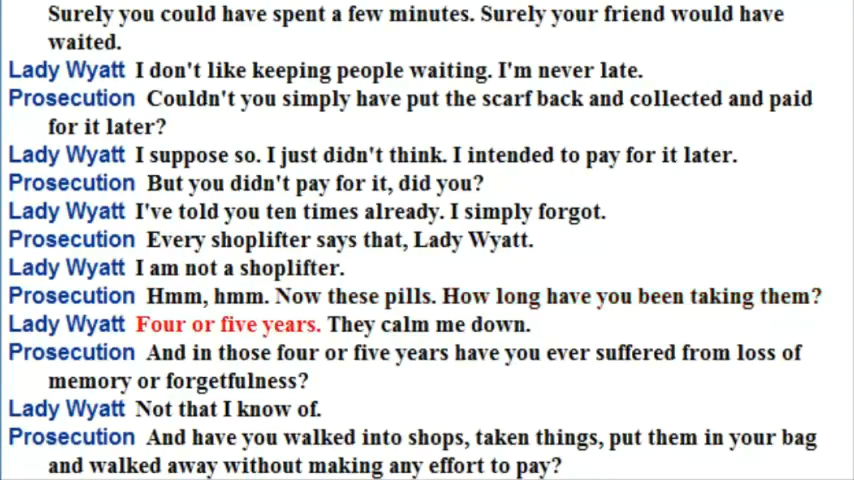 Surely you could have spent a few minutes. Surely your friend would have
waited.
Lady Wyatt I don't like keeping people waiting. I'm never late.
Prosecution Couldn't you simply have put the scarf back and collected and paid
for it later?
Lady Wyatt I suppose so. I just didn't think. I intended to pay for it later.
Prosecution But you didn't pay for it, did you?
Lady Wyatt I've told you ten times already. I simply forgot.
Prosecution Every shoplifter says that, Lady Wyatt.
Lady Wyatt I am not a shoplifter.
Prosecution Hmm, hmm. Now these pills. How long have you been taking them?
Lady Wyatt Four or five years. They calm me down.
Prosecution And in those four or five years have you ever suffered from loss of
memory or forgetfulness?
Lady Wyatt Not that I know of.
Prosecution And have you walked into shops, taken things, put them in your bag
and walked away without making any effort to pay?